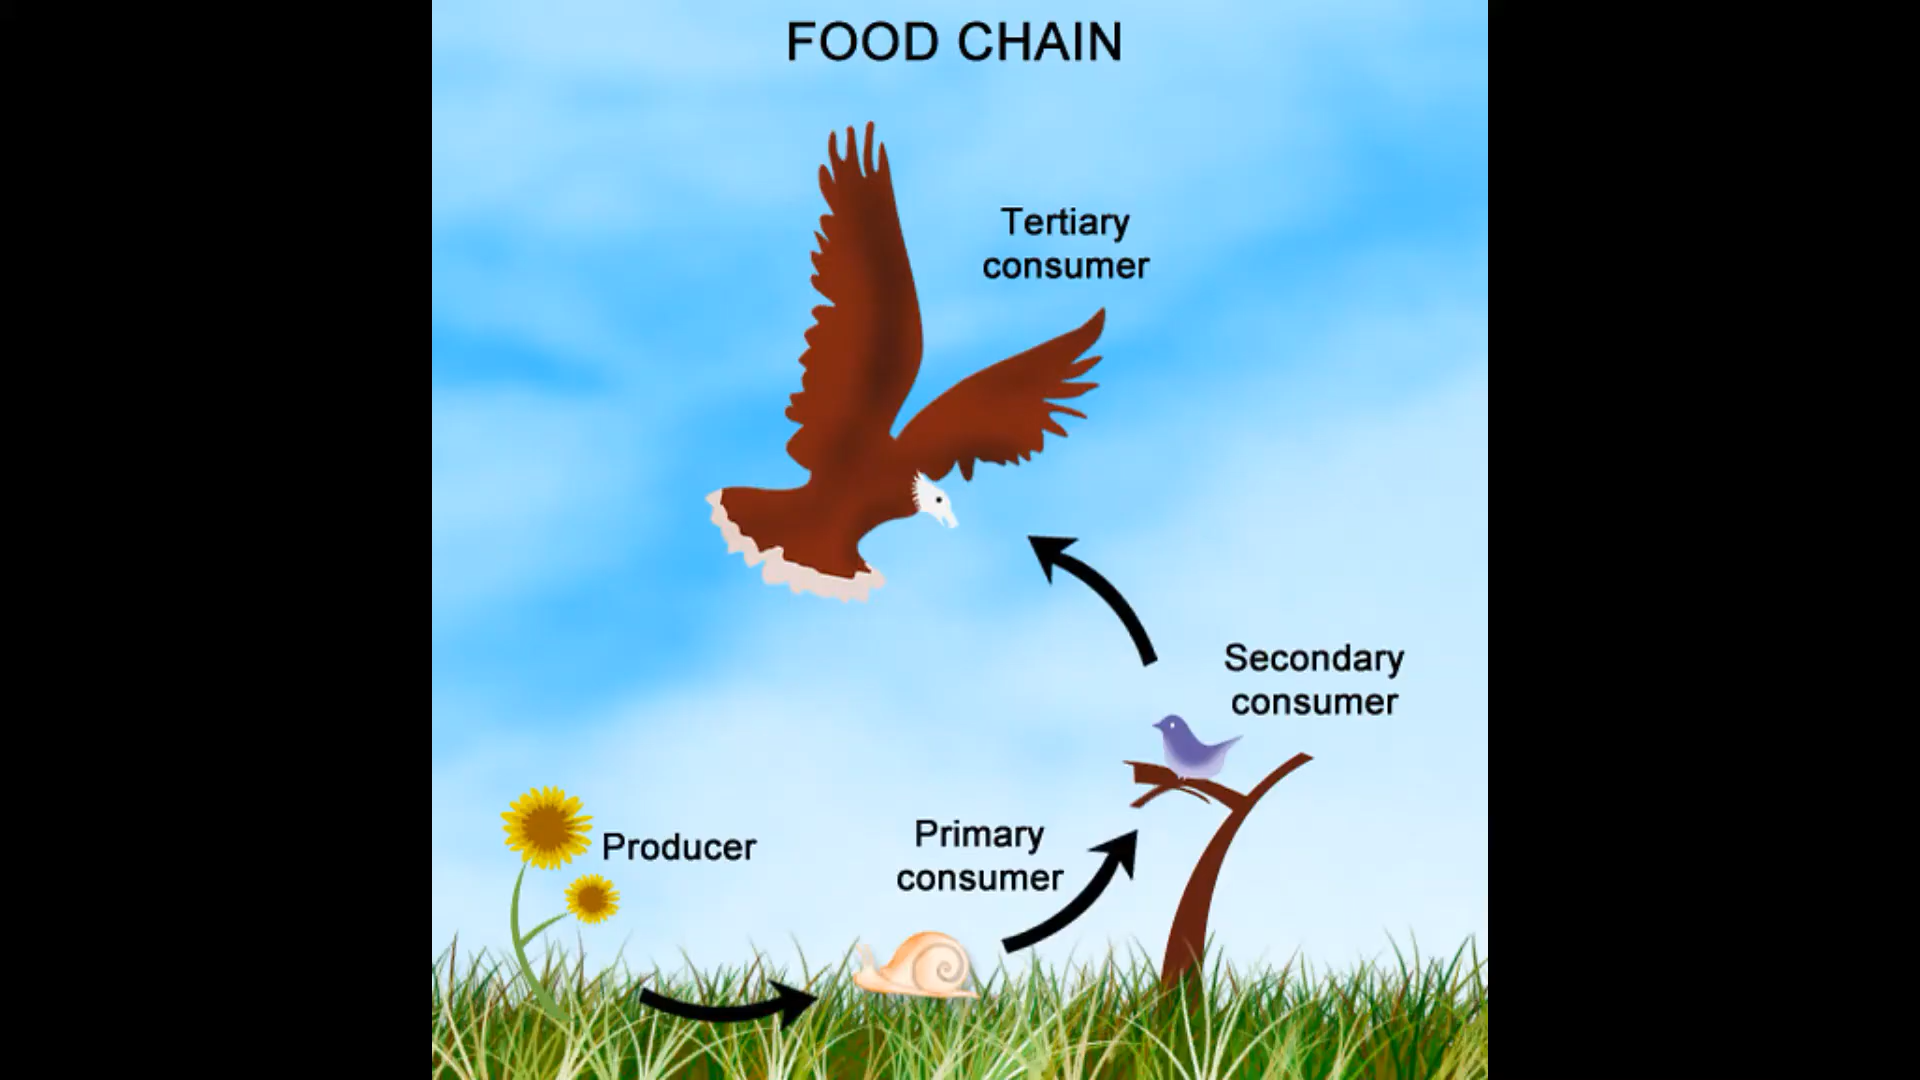 FOOD CHAIN
Tertiary
consumer
Secondary
consumer
Primary
consumer
Producer